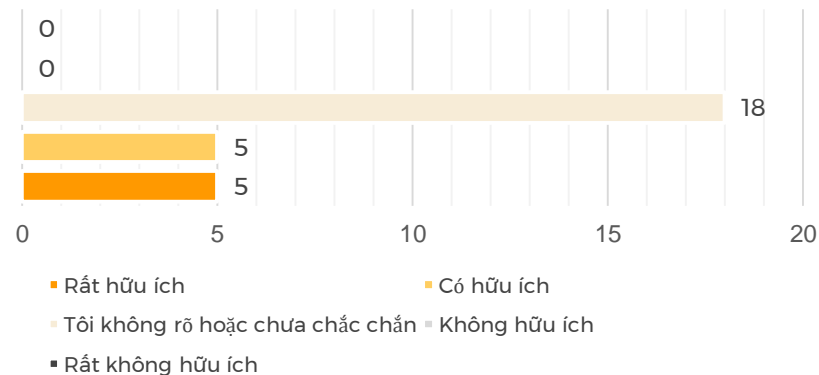 0
0
18
5
5
0 5 10 15 20
Rất hữu ích Có hữu ích
Tôi không rõ hoặc chưa chắc chắn Không hữu ích
Rất không hữu ích